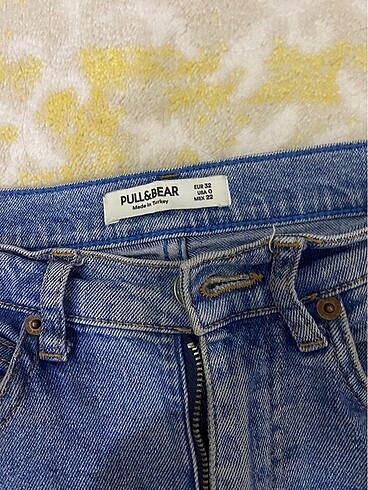 PULL&BEAR
Made in Turkey
EUR 32
USA 0
MEX 22